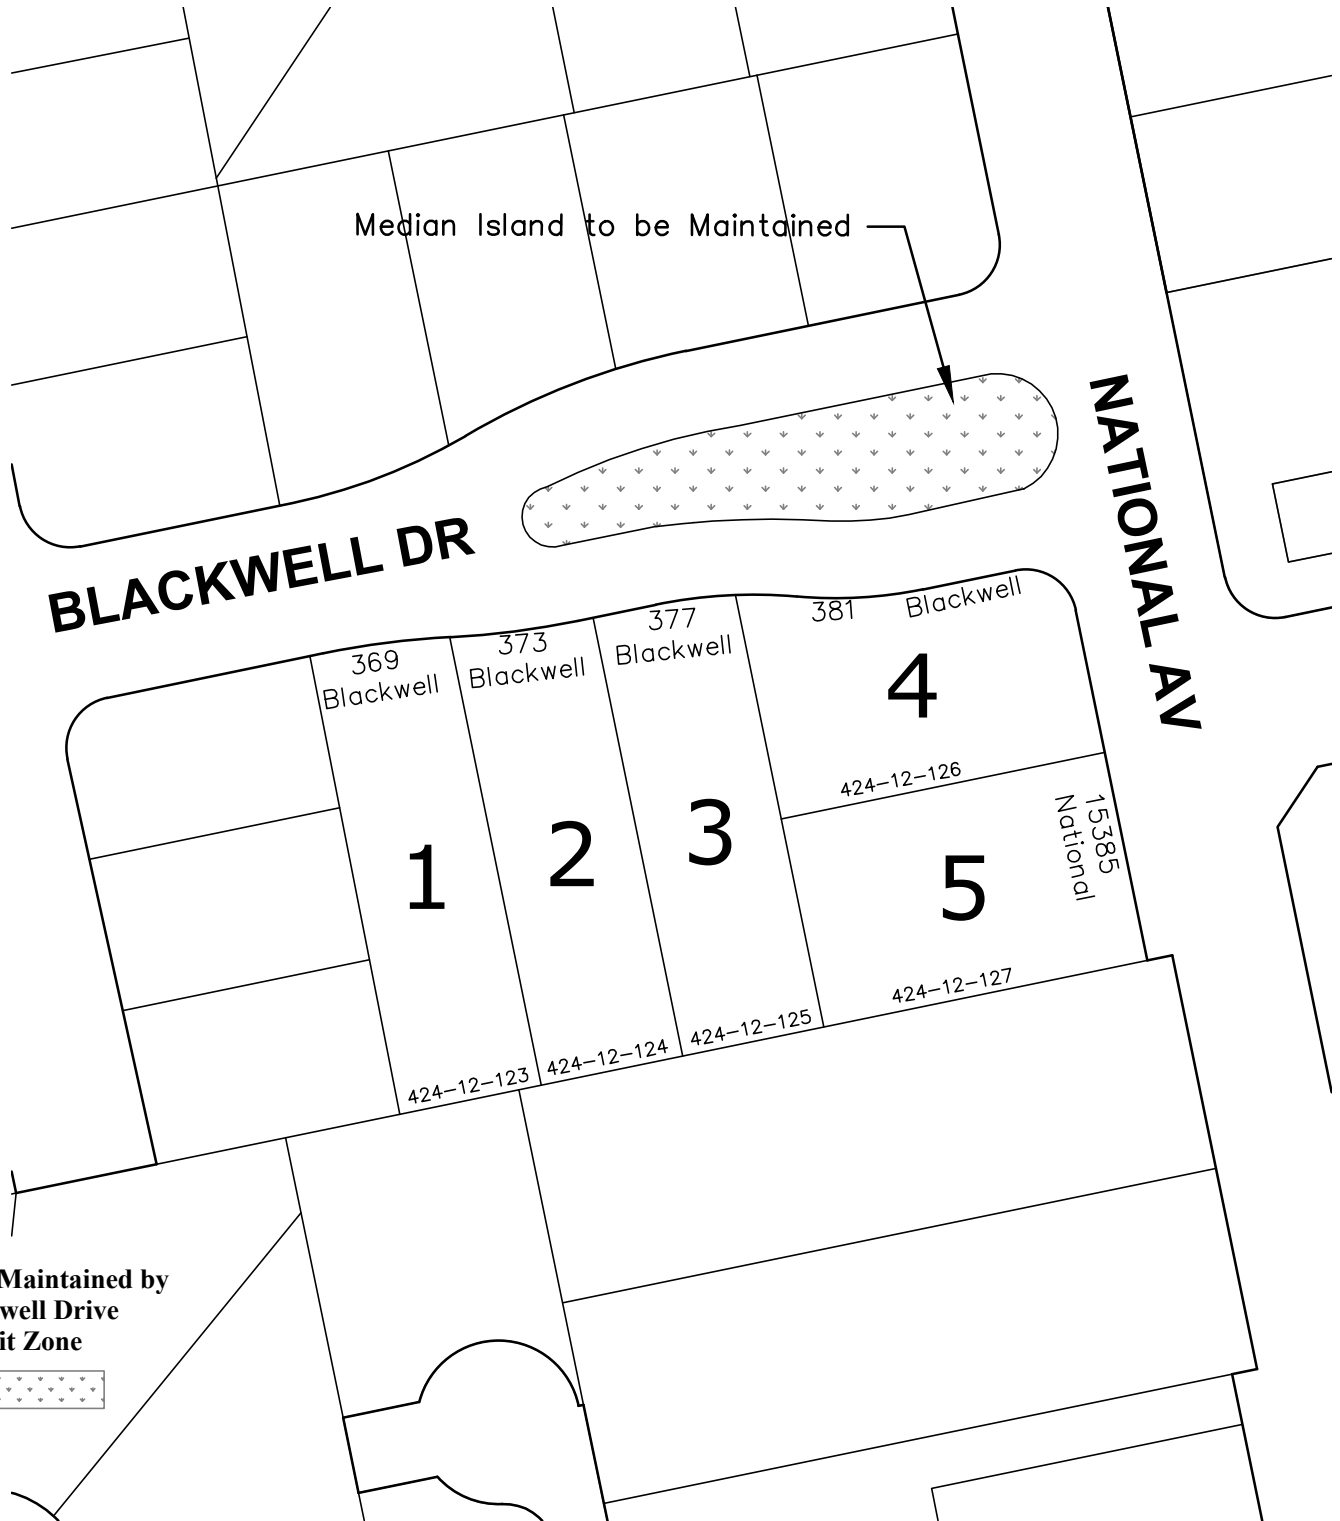 Median Island to be Maintained
NATIONAL AV
BLACKWELL DR
369
Blackwell
373
Blackwell
377
Blackwell
381 Blackwell
4
424-12-126
15385
National
1
2
3
5
424-12-127
424-12-125
424-12-124
424-12-123
Maintained by
well Drive
it Zone